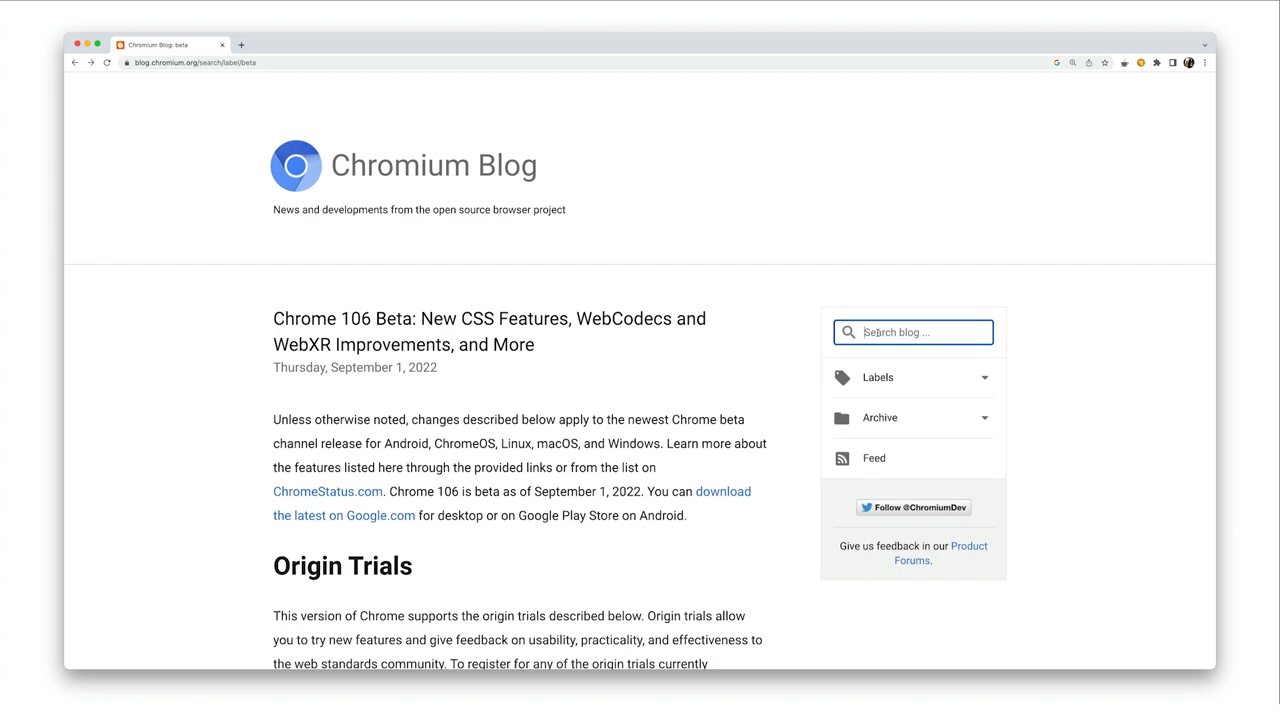 Chromium Blog: beta
blog.chromium.org/search/label/beta
Chromium Blog
News and developments from the open source browser project
Chrome 106 Beta: New CSS Features, WebCodecs and
WebXR Improvements, and More
Thursday, September 1, 2022
Unless otherwise noted, changes described below apply to the newest Chrome beta
channel release for Android, ChromeOS, Linux, macOS, and Windows. Learn more about
the features listed here through the provided links or from the list on
ChromeStatus.com. Chrome 106 is beta as of September 1, 2022. You can download
the latest on Google.com for desktop or on Google Play Store on Android.
Origin Trials
This version of Chrome supports the origin trials described below. Origin trials allow
you to try new features and give feedback on usability, practicality, and effectiveness to
the web standards community. To register for any of the origin trials currently
Search blog ...
Labels
Archive
Feed
Follow @ChromiumDev
Give us feedback in our Product
Forums.